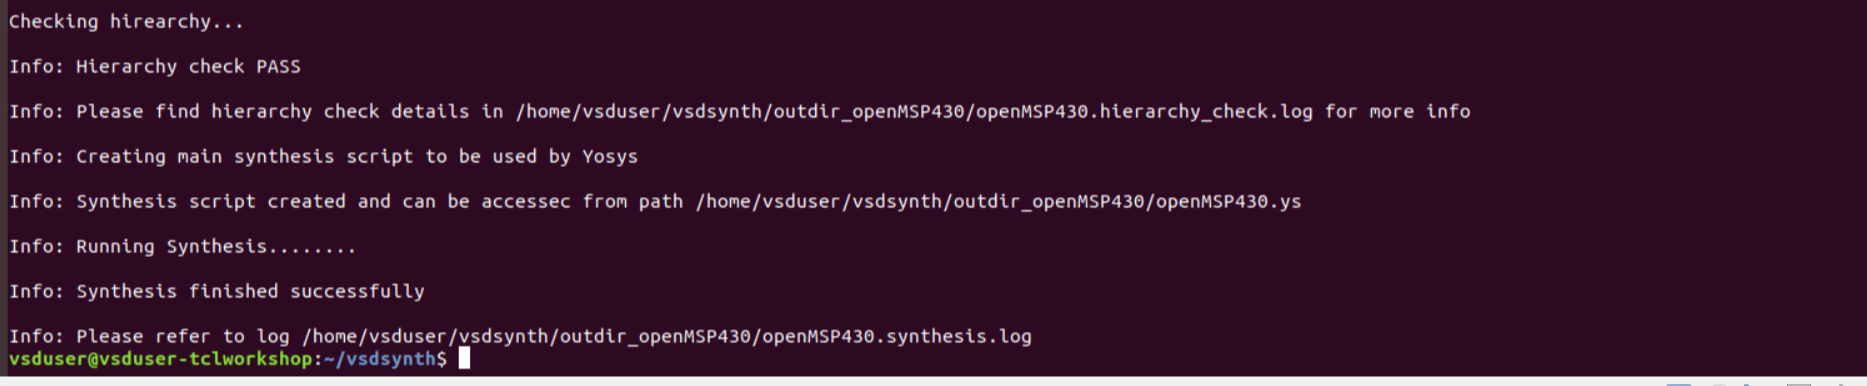 Checking hirearchy...
Info: Hierarchy check PASS
Info: Please find hierarchy check details in /home/vsduser/vsdsynth/outdir_openMSP430/openMSP430.hierarchy_check.log for more info
Info: Creating main synthesis script to be used by Yosys
Info: Synthesis script created and can be accessec from path /home/vsduser/vsdsynth/outdir_openMSP430/openMSP430.ys
Info: Running Synthesis........
Info: Synthesis finished successfully
Info: Please refer to log /home/vsduser/vsdsynth/outdir_openMSP430/openMSP430.synthesis.log
vsduser@vsduser-tclworkshop:~/vsdsynth$